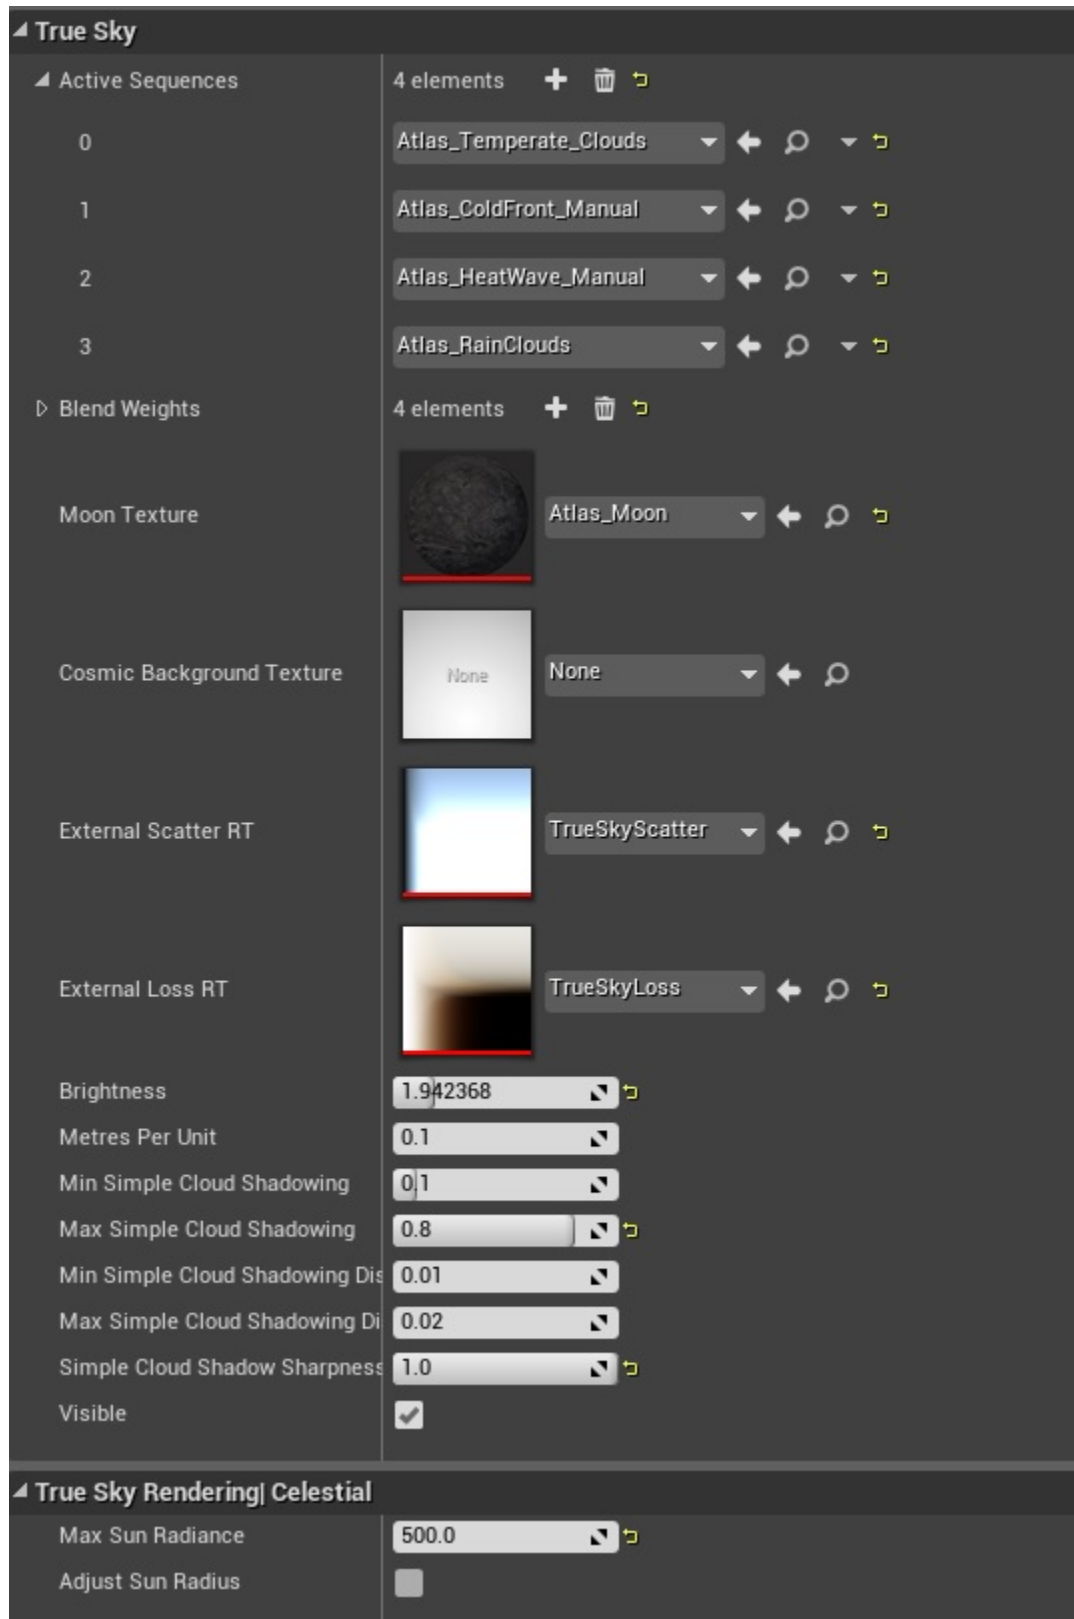 True Sky
Active Sequences 4 elements
0 Atlas_Temperate_Clouds
1 Atlas_ColdFront_Manual
2 Atlas_HeatWave_Manual
3 Atlas_RainClouds
Blend Weights 4 elements
Moon Texture Atlas_Moon
Cosmic Background Texture None None
External Scatter RT TrueSkyScatter
External Loss RT TrueSkyLoss
Brightness 1.942368
Metres Per Unit 0.1
Min Simple Cloud Shadowing 0.1
Max Simple Cloud Shadowing 0.8
Min Simple Cloud Shadowing Dis 0.01
Max Simple Cloud Shadowing Di 0.02
Simple Cloud Shadow Sharpness 1.0
Visible
True Sky Rendering| Celestial
Max Sun Radiance 500.0
Adjust Sun Radius